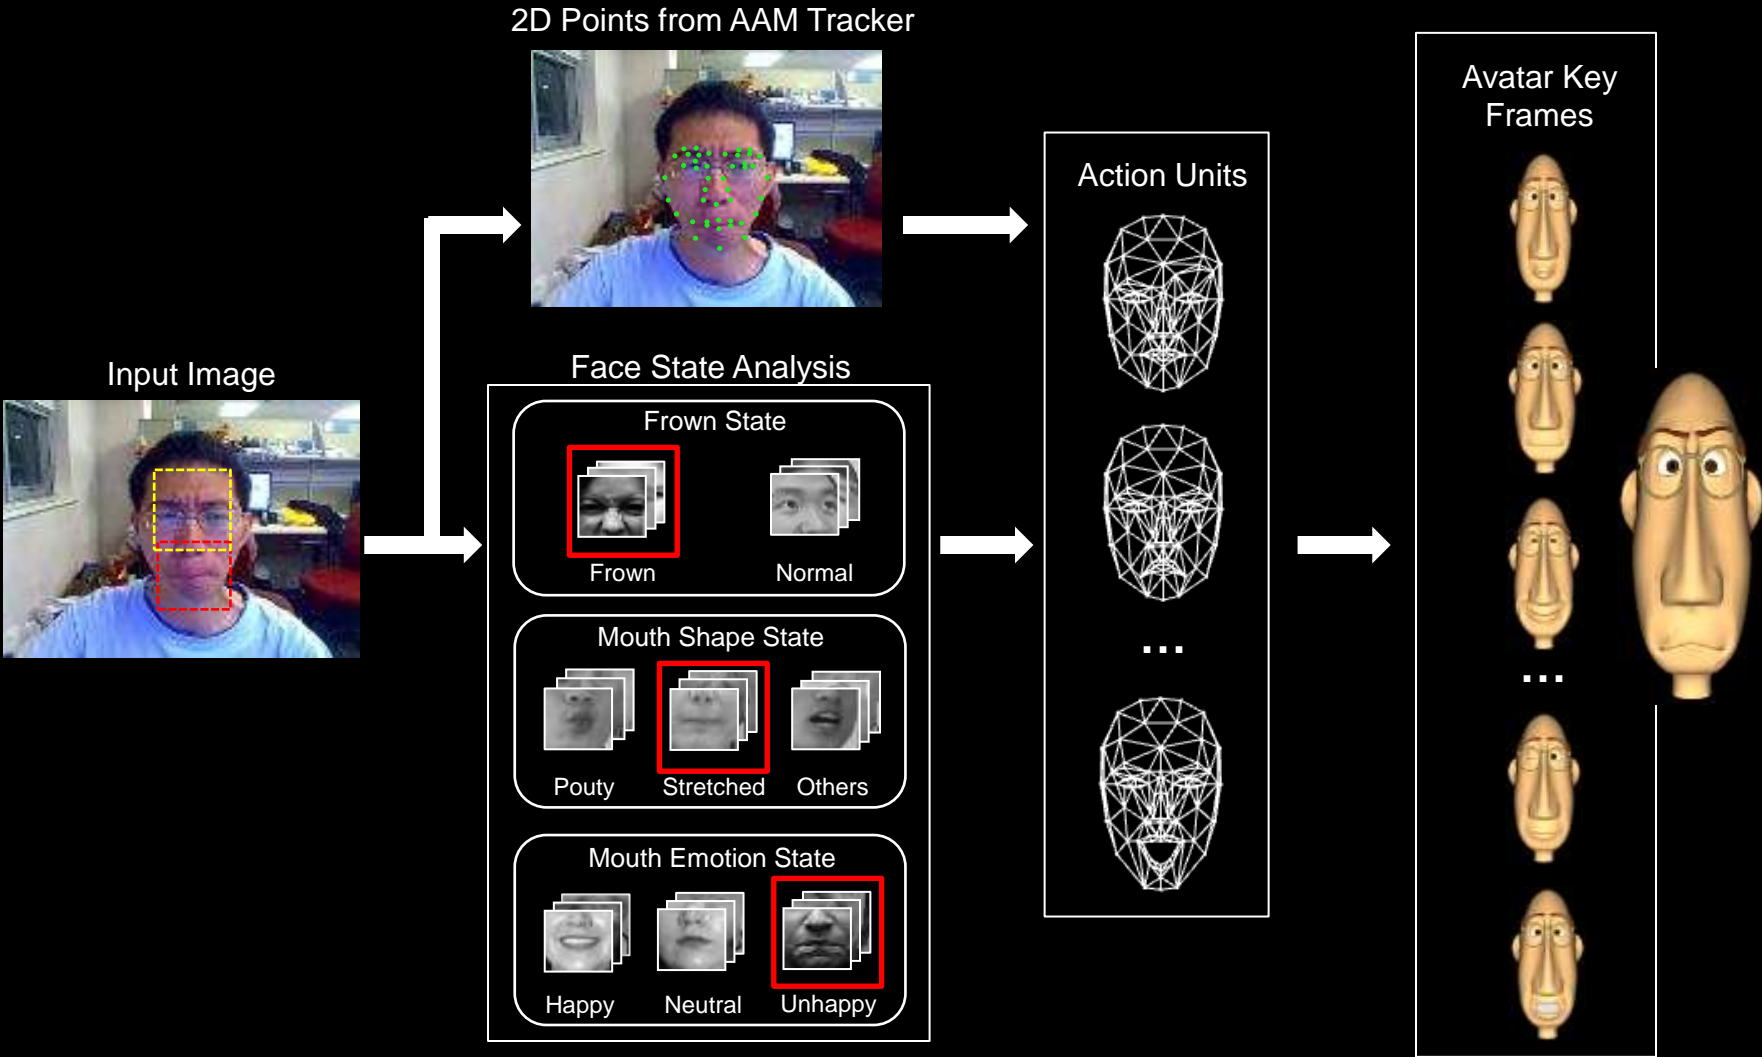 2D Points from AAM Tracker
Input Image
Face State Analysis
Frown State
Frown
Normal
Mouth Shape State
Pouty
Stretched
Others
Mouth Emotion State
Happy
Neutral
Unhappy
Action Units
...
Avatar Key
Frames
...